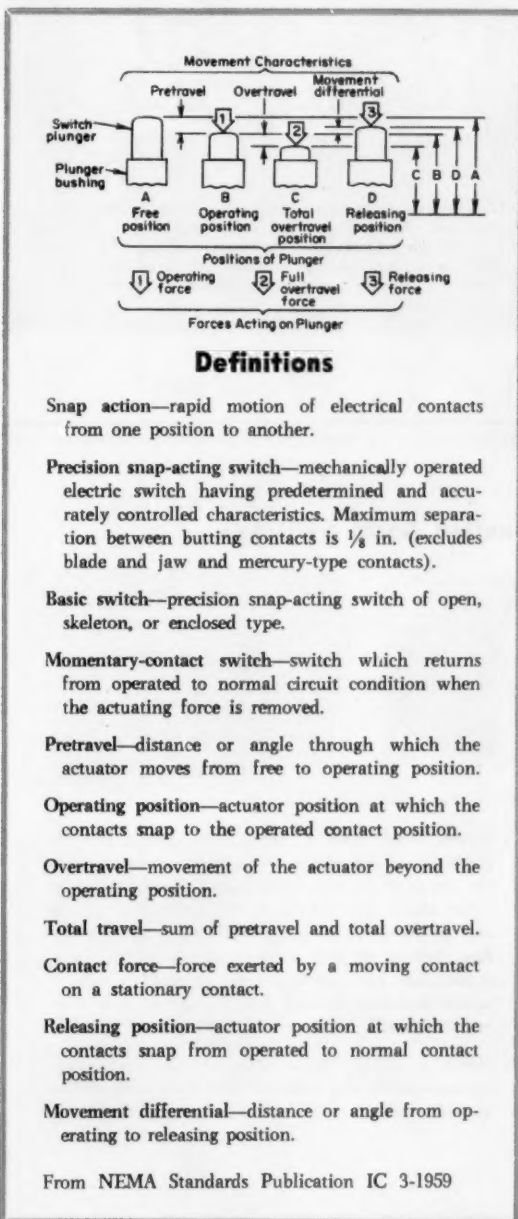 Movement Characteristics
Pretravel
Overtravel
Movement
differential
Switch
plunger
Plunger
bushing
1
2
3
C
B
D
A
A
B
C
D
Free
position
Operating
position
Total
overtravel
position
Releasing
position
Positions of Plunger
1 Operating
force
2 Full
overtravel
force
3 Releasing
force
Forces Acting on Plunger
Definitions
Snap action—rapid motion of electrical contacts
from one position to another.
Precision snap-acting switch—mechanically operated
electric switch having predetermined and accu-
rately controlled characteristics. Maximum separa-
tion between butting contacts is ⅛ in. (excludes
blade and jaw and mercury-type contacts).
Basic switch—precision snap-acting switch of open,
skeleton, or enclosed type.
Momentary-contact switch—switch which returns
from operated to normal circuit condition when
the actuating force is removed.
Pretravel—distance or angle through which the
actuator moves from free to operating position.
Operating position—actuator position at which the
contacts snap to the operated contact position.
Overtravel—movement of the actuator beyond the
operating position.
Total travel—sum of pretravel and total overtravel.
Contact force—force exerted by a moving contact
on a stationary contact.
Releasing position—actuator position at which the
contacts snap from operated to normal contact
position.
Movement differential—distance or angle from op-
erating to releasing position.
From NEMA Standards Publication IC 3-1959